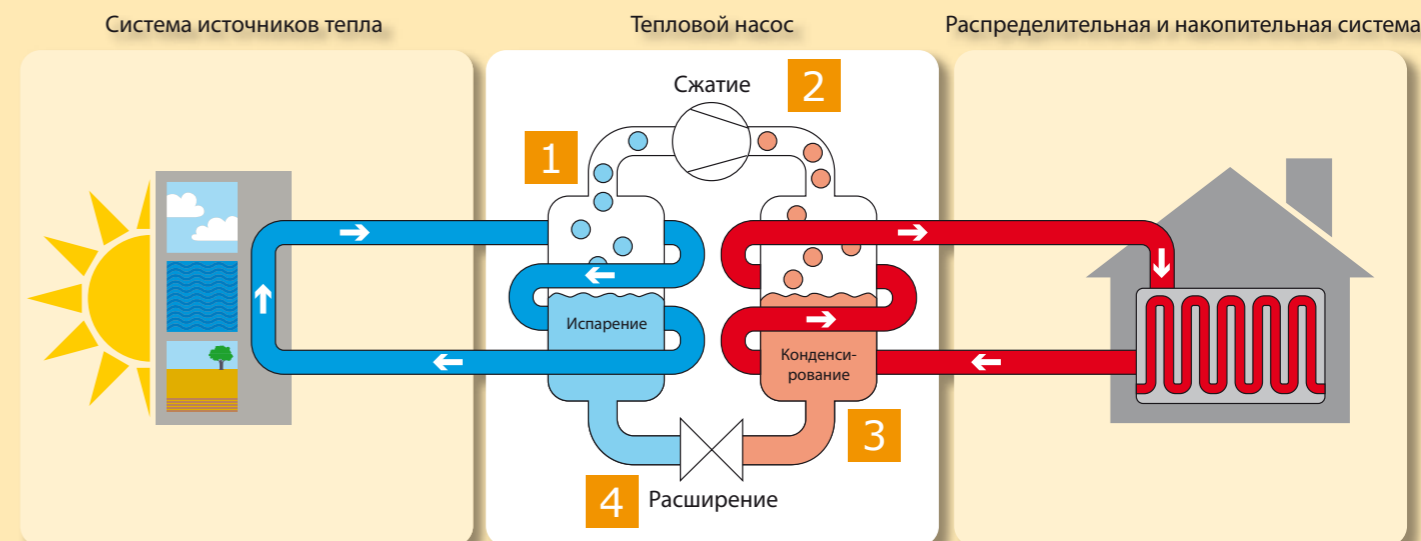 Система источников тепла
Тепловой насос
Распределительная и накопительная система
Сжатие
2
1
Испарение
Конденси-
рование
3
4
Расширение